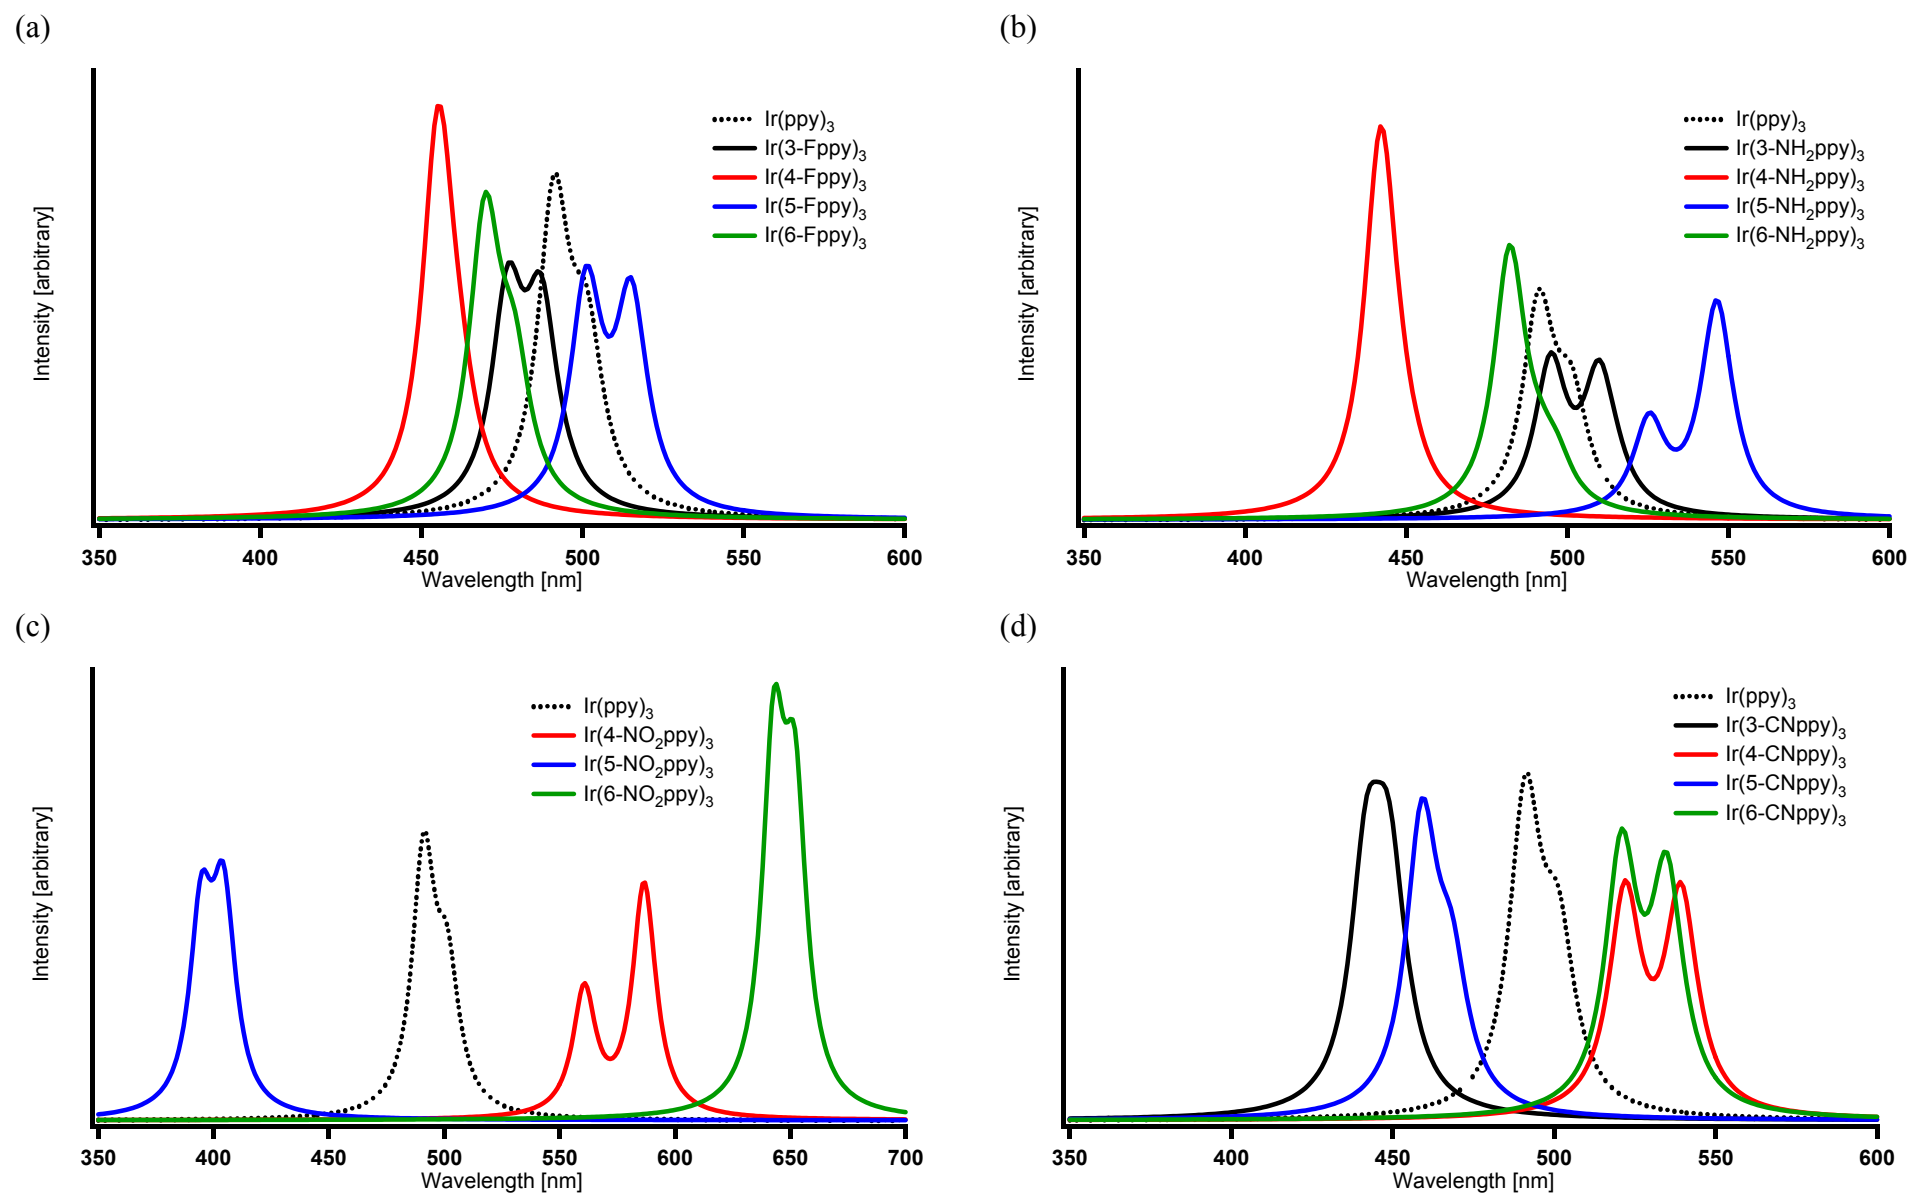 (a)
Intensity [arbitrary]
Ir(ppy)3
Ir(3-Fppy)3
Ir(4-Fppy)3
Ir(5-Fppy)3
Ir(6-Fppy)3
350 400 450 500 550 600
Wavelength [nm]
(b)
Intensity [arbitrary]
Ir(ppy)3
Ir(3-NH2ppy)3
Ir(4-NH2ppy)3
Ir(5-NH2ppy)3
Ir(6-NH2ppy)3
350 400 450 500 550 600
Wavelength [nm]
(c)
Intensity [arbitrary]
Ir(ppy)3
Ir(4-NO2ppy)3
Ir(5-NO2ppy)3
Ir(6-NO2ppy)3
350 400 450 500 550 600 650 700
Wavelength [nm]
(d)
Intensity [arbitrary]
Ir(ppy)3
Ir(3-CNppy)3
Ir(4-CNppy)3
Ir(5-CNppy)3
Ir(6-CNppy)3
350 400 450 500 550 600
Wavelength [nm]